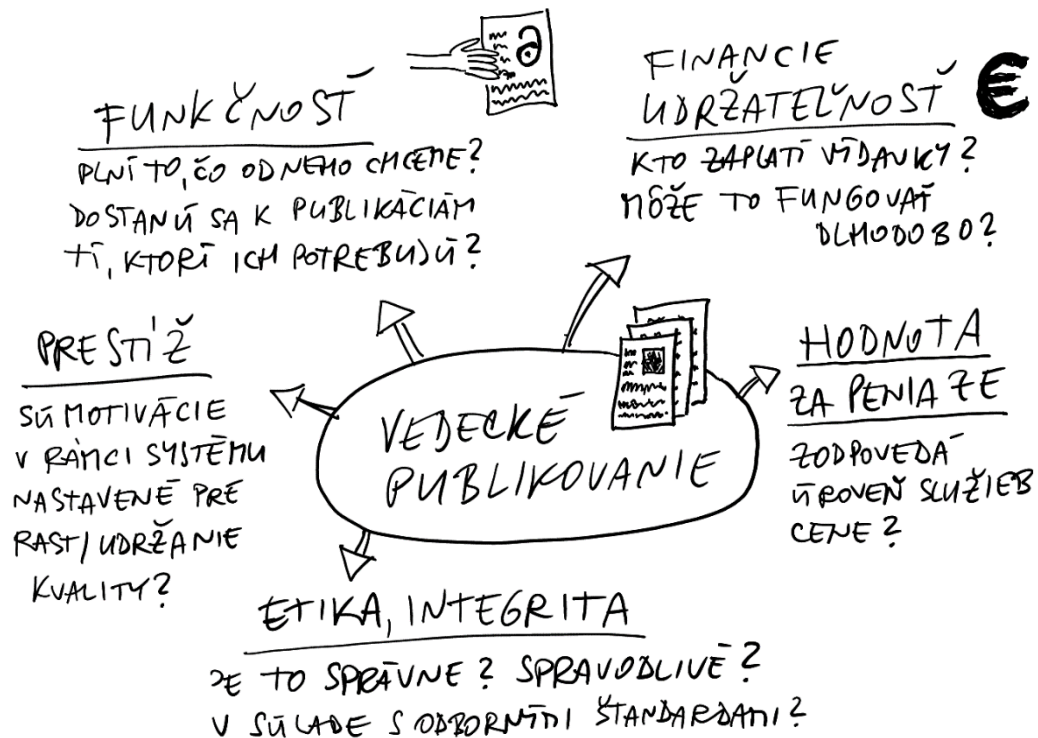 FUNKČNOSŤ
PLNÍ TO, ČO OD NEHO CHCEME?
DOSTANÚ SA K PUBLIKÁCIÁM
TÍ, KTORÍ ICH POTREBUJÚ?
FINANCIE
UDRŽATEĽNOSŤ
€
KTO ZAPLATÍ VÝDAVKY?
MÔŽE TO FUNGOVAŤ
DLHODOBO?
PRESTÍŽ
SÚ MOTIVÁCIE
V RÁMCI SYSTÉMU
NASTAVENÉ PRE
RAST/UDRŽANIE
KVALITY?
VEDECKÉ
PUBLIKOVANIE
HODNOTA
ZA PENIAZE
ZODPOVEDÁ
ÚROVEŇ SLUŽIEB
CENE?
ETIKA, INTEGRITA
JE TO SPRÁVNE? SPRAVODLIVÉ?
V SÚLADE S ODBORNÝMI ŠTANDARDAMI?